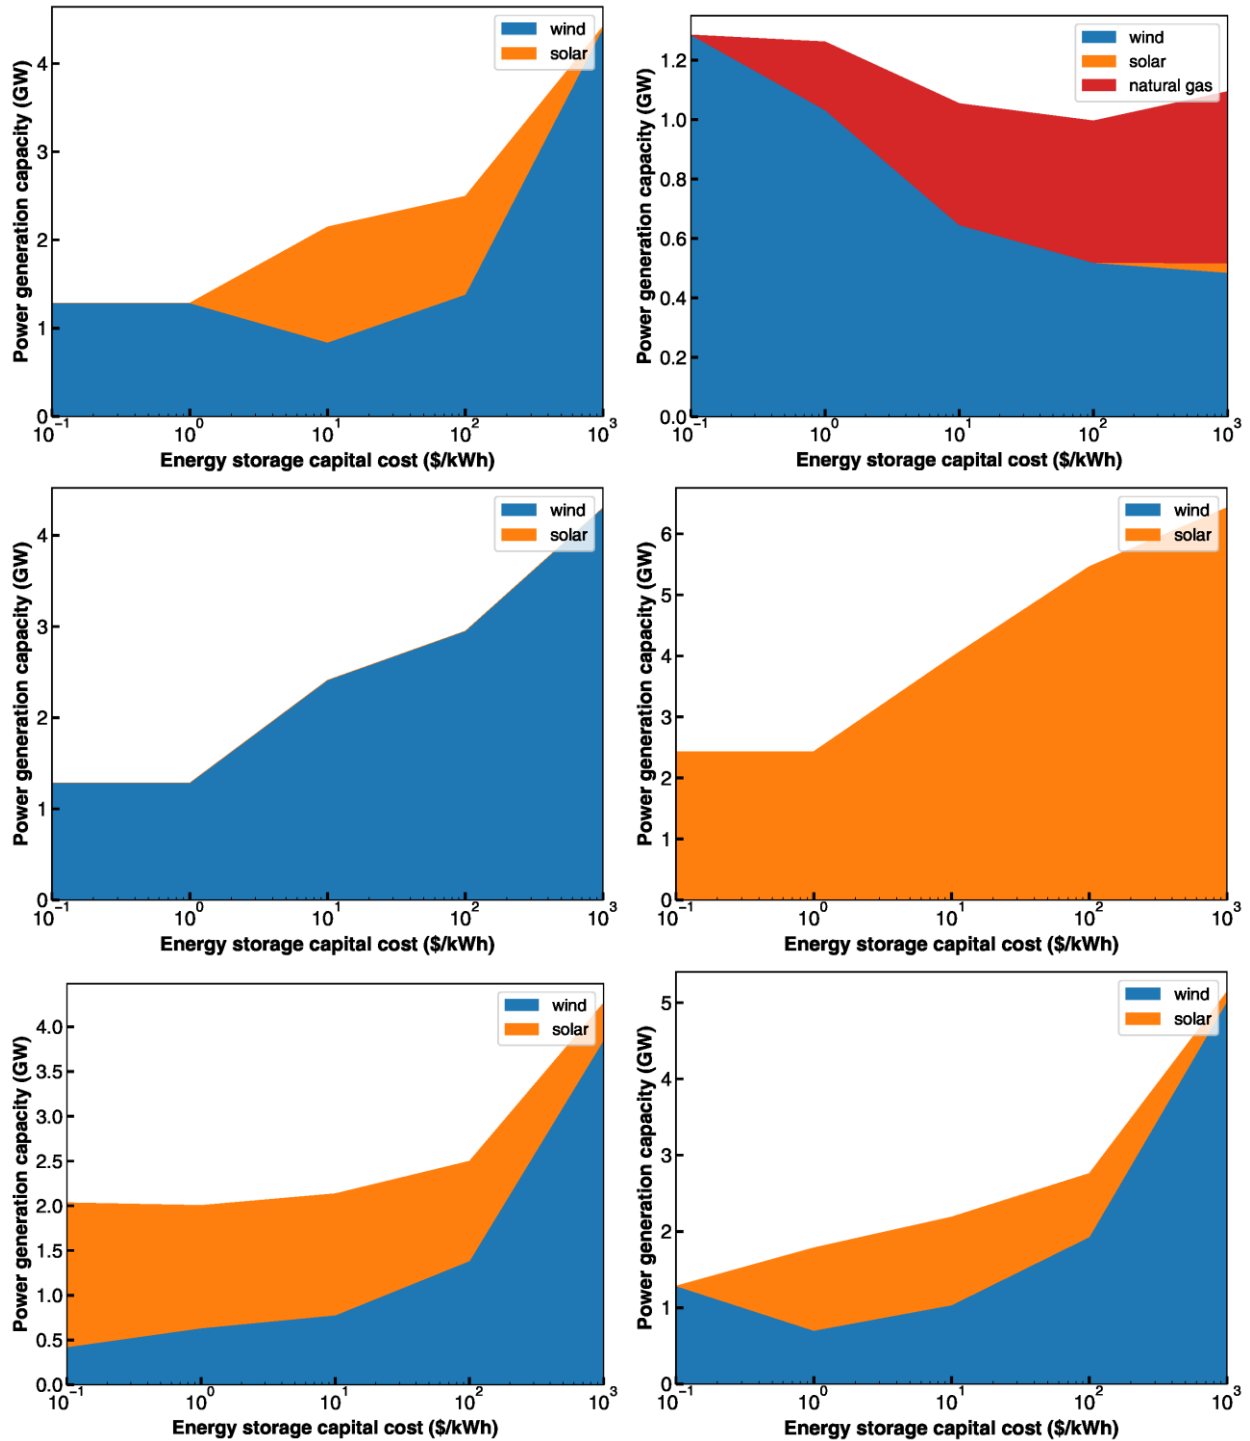 Power generation capacity (GW)
4
3
2
1
0
wind
solar
10⁻¹ 10⁰ 10¹ 10² 10³
Energy storage capital cost ($/kWh)
Power generation capacity (GW)
1.2
1.0
0.8
0.6
0.4
0.2
0.0
wind
solar
natural gas
10⁻¹ 10⁰ 10¹ 10² 10³
Energy storage capital cost ($/kWh)
Power generation capacity (GW)
4
3
2
1
0
wind
solar
10⁻¹ 10⁰ 10¹ 10² 10³
Energy storage capital cost ($/kWh)
Power generation capacity (GW)
6
5
4
3
2
1
0
wind
solar
10⁻¹ 10⁰ 10¹ 10² 10³
Energy storage capital cost ($/kWh)
Power generation capacity (GW)
4.0
3.5
3.0
2.5
2.0
1.5
1.0
0.5
0.0
wind
solar
10⁻¹ 10⁰ 10¹ 10² 10³
Energy storage capital cost ($/kWh)
Power generation capacity (GW)
5
4
3
2
1
0
wind
solar
10⁻¹ 10⁰ 10¹ 10² 10³
Energy storage capital cost ($/kWh)